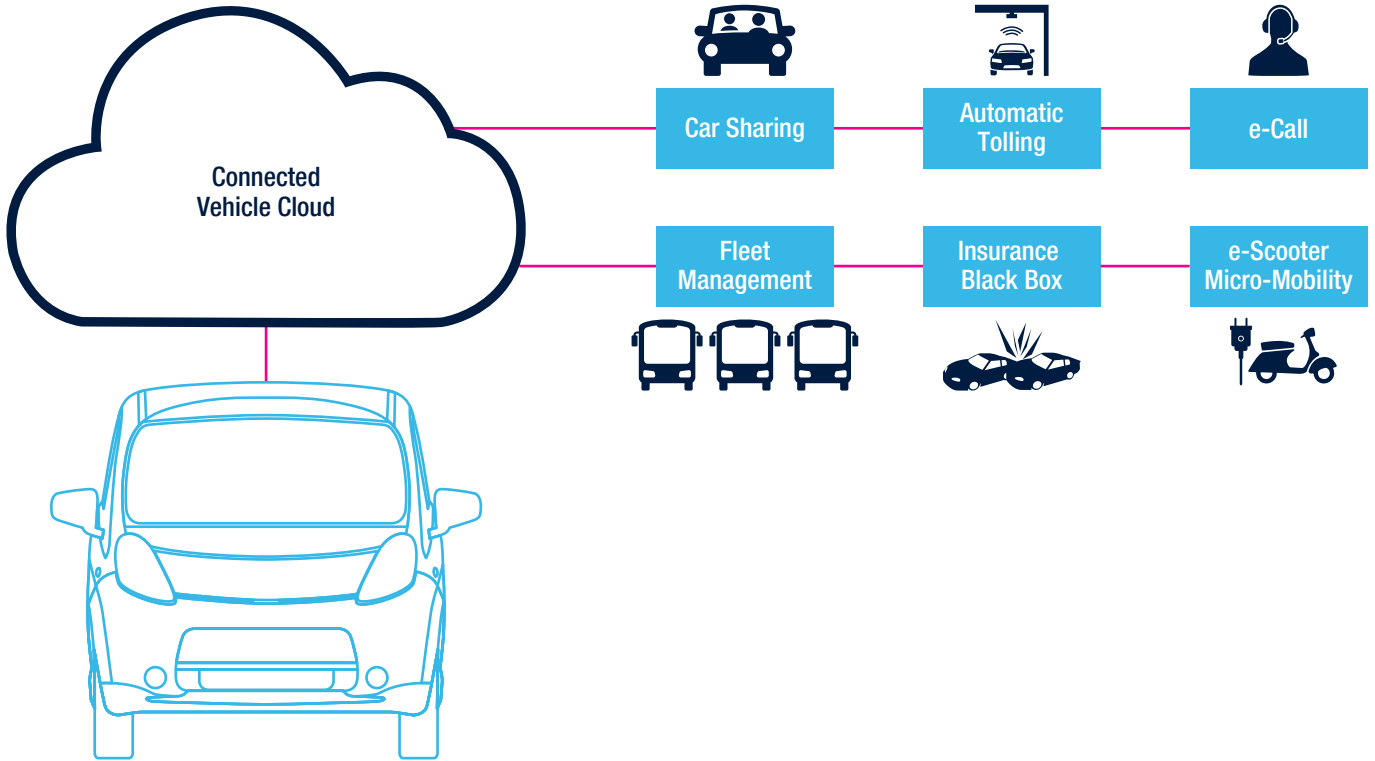 Connected
Vehicle Cloud
Car Sharing
Automatic
Tolling
e-Call
Fleet
Management
Insurance
Black Box
e-Scooter
Micro-Mobility